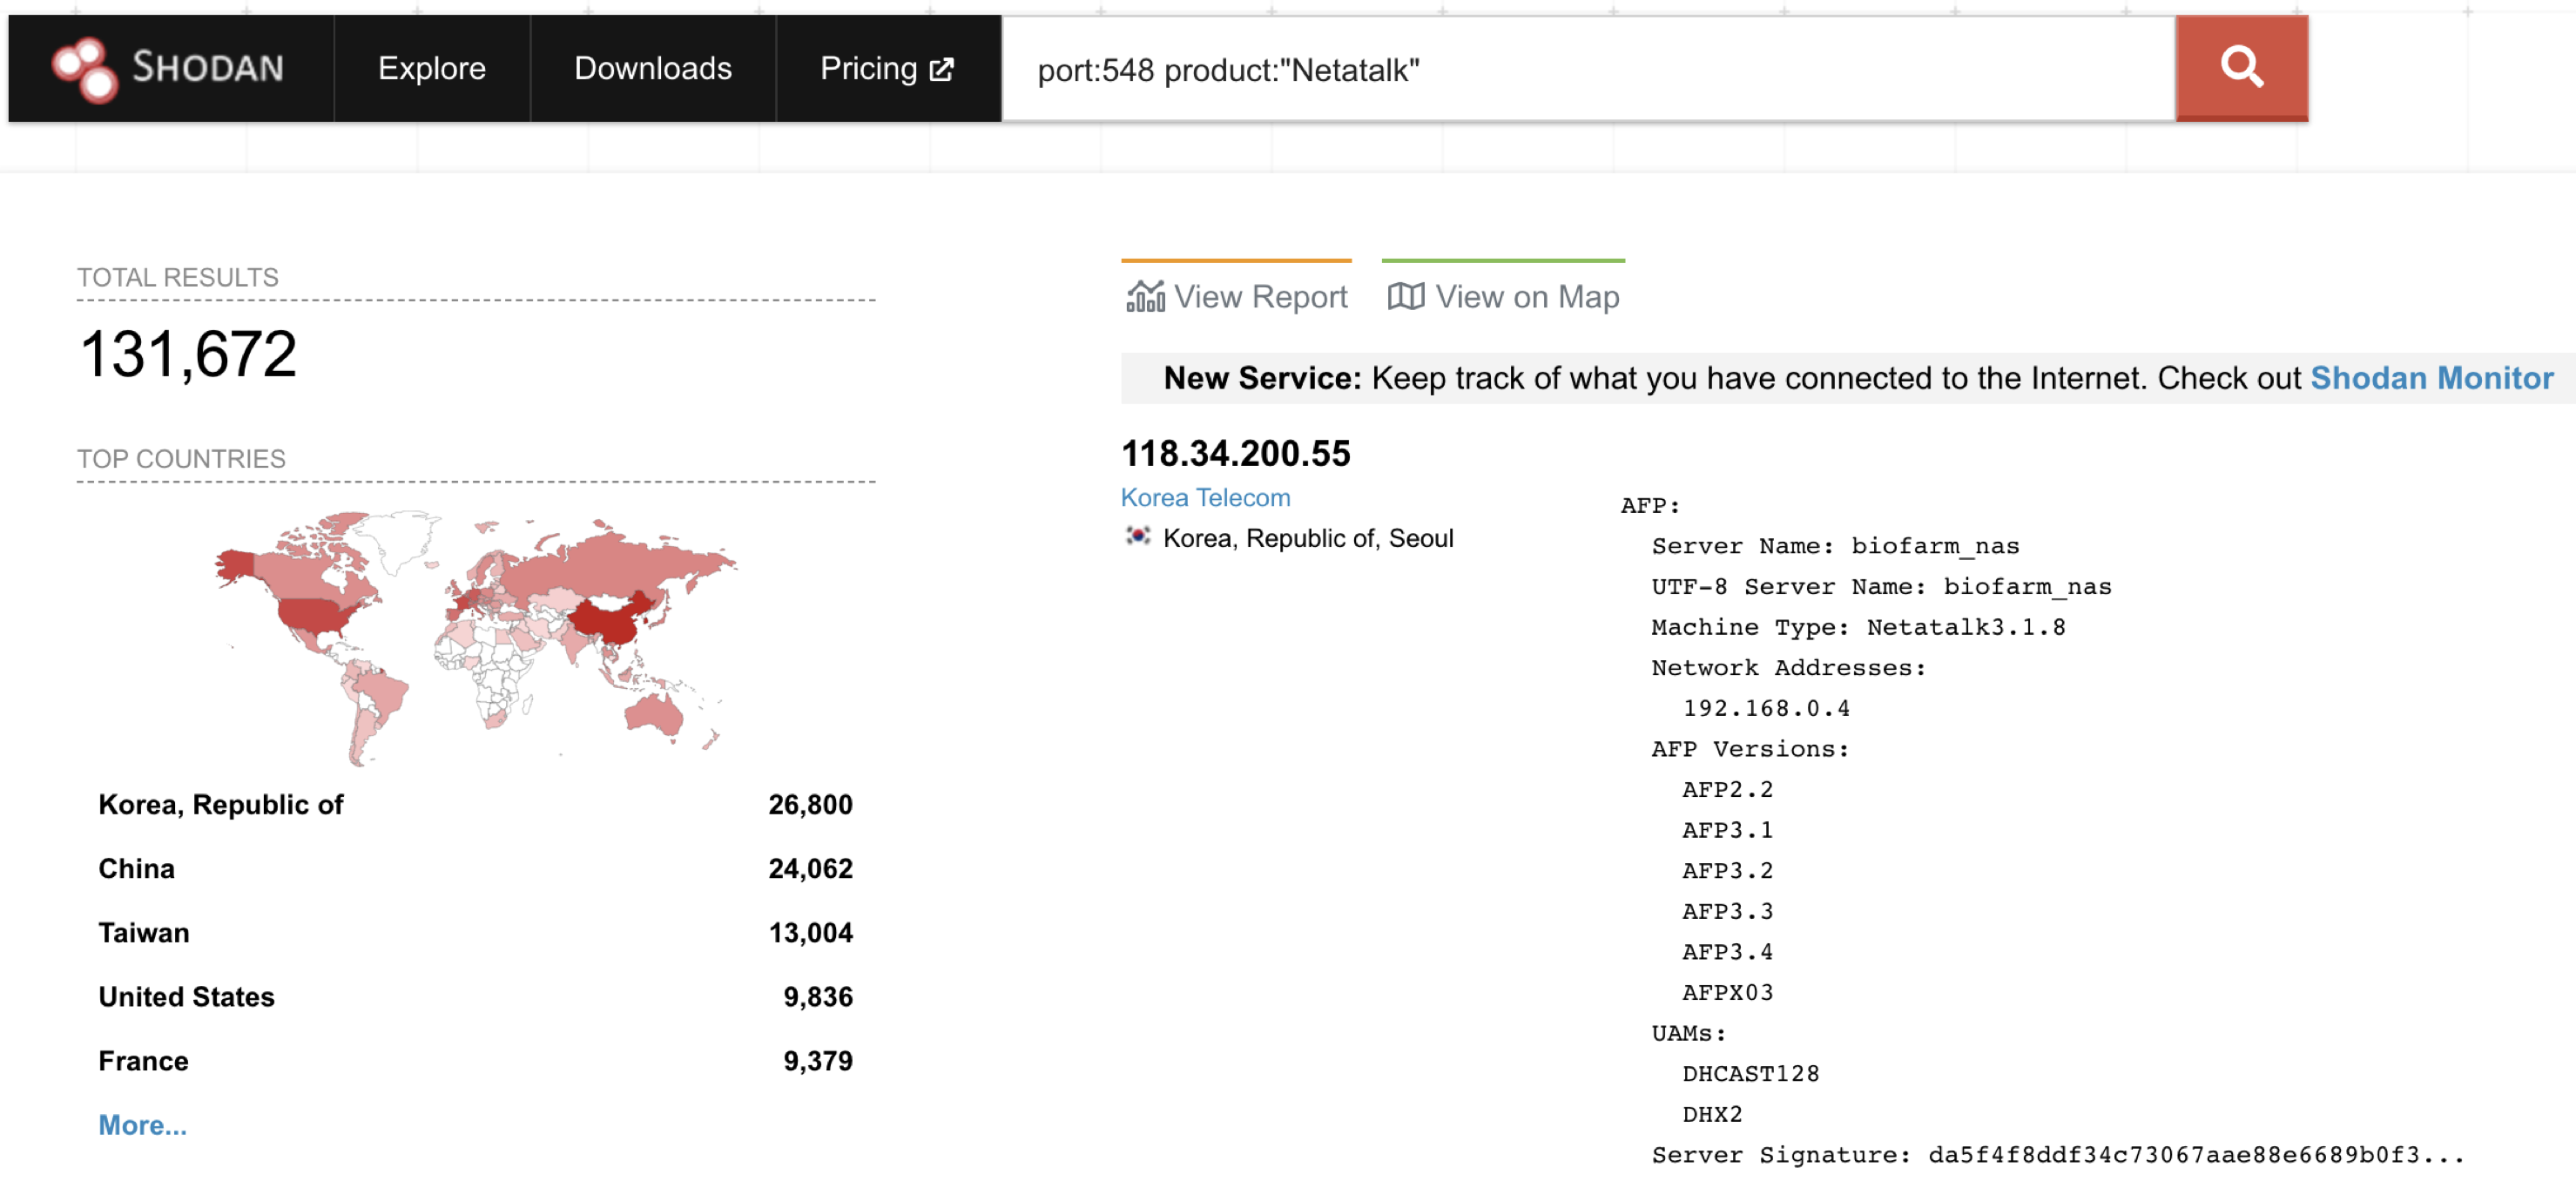 SHODAN Explore Downloads Pricing port:548 product:"Netatalk"
TOTAL RESULTS
131,672
TOP COUNTRIES
Korea, Republic of 26,800
China 24,062
Taiwan 13,004
United States 9,836
France 9,379
More...
View Report View on Map
New Service: Keep track of what you have connected to the Internet. Check out Shodan Monitor
118.34.200.55
Korea Telecom
Korea, Republic of, Seoul
AFP:
Server Name: biofarm_nas
UTF-8 Server Name: biofarm_nas
Machine Type: Netatalk3.1.8
Network Addresses:
192.168.0.4
AFP Versions:
AFP2.2
AFP3.1
AFP3.2
AFP3.3
AFP3.4
AFPX03
UAMs:
DHCAST128
DHX2
Server Signature: da5f4f8ddf34c73067aae88e6689b0f3...